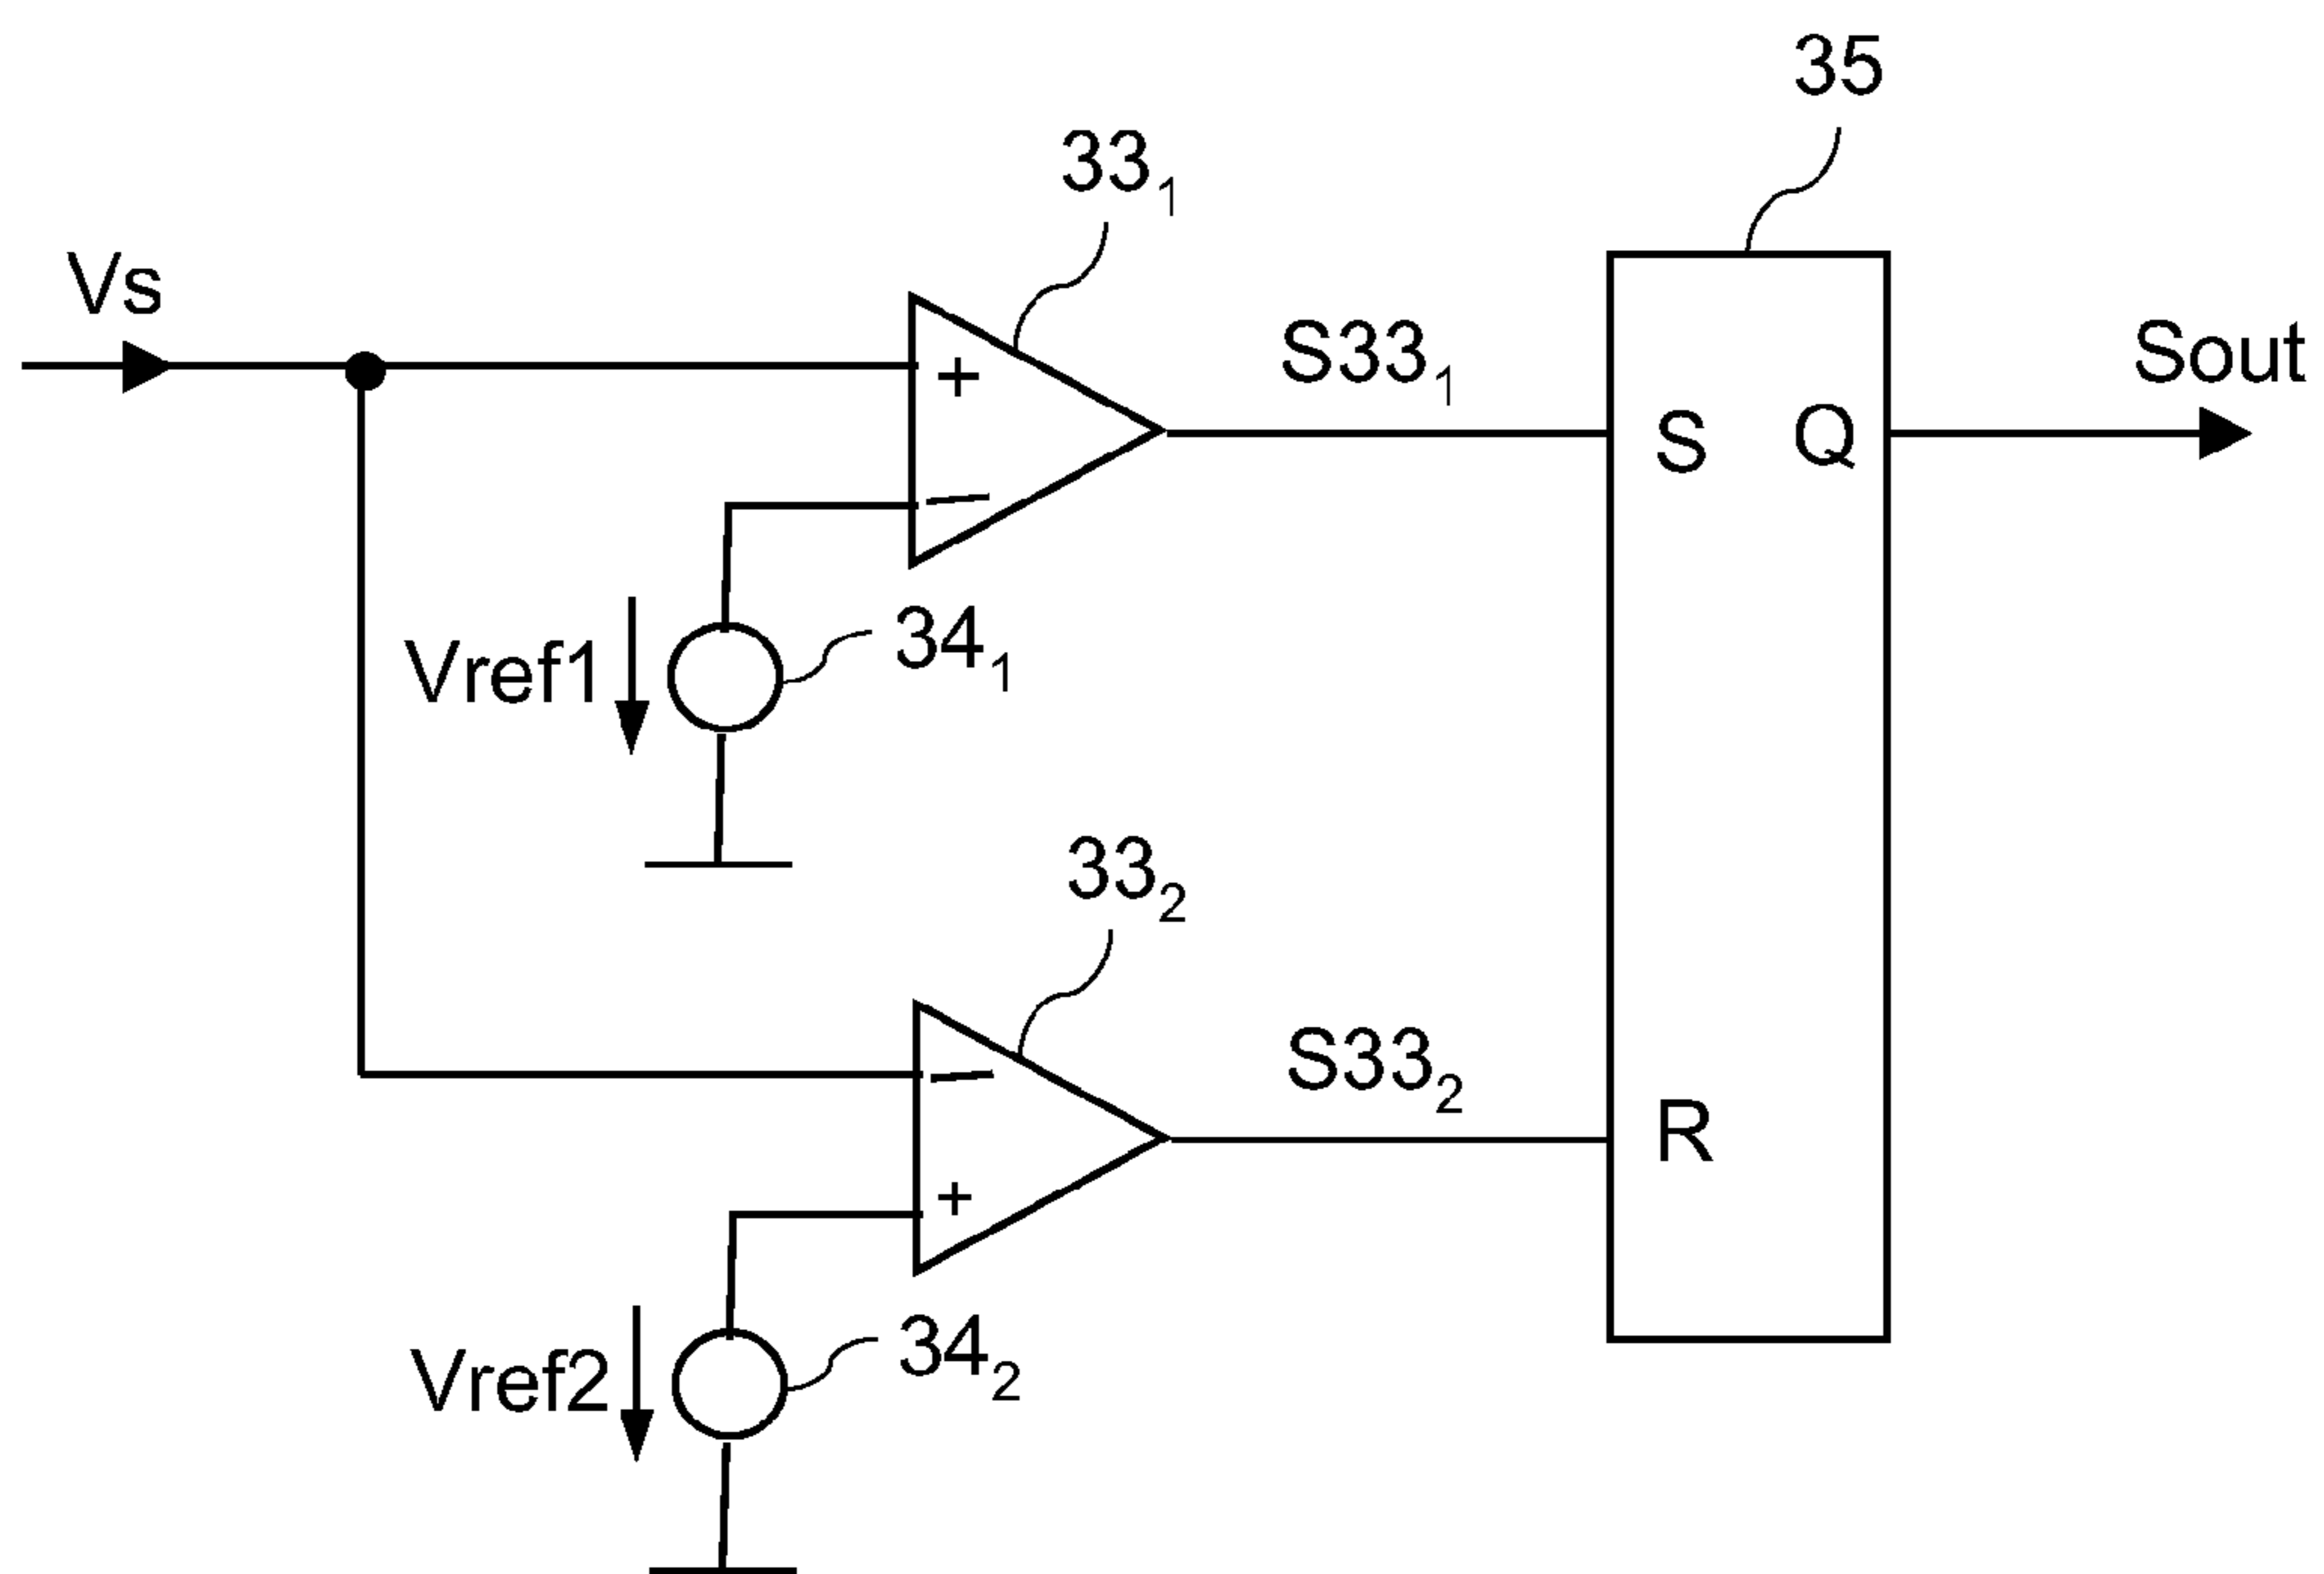 35
33₁
Vs
S33₁
Sout
+
S Q
−
Vref1
34₁
33₂
S33₂
−
R
+
Vref2
34₂